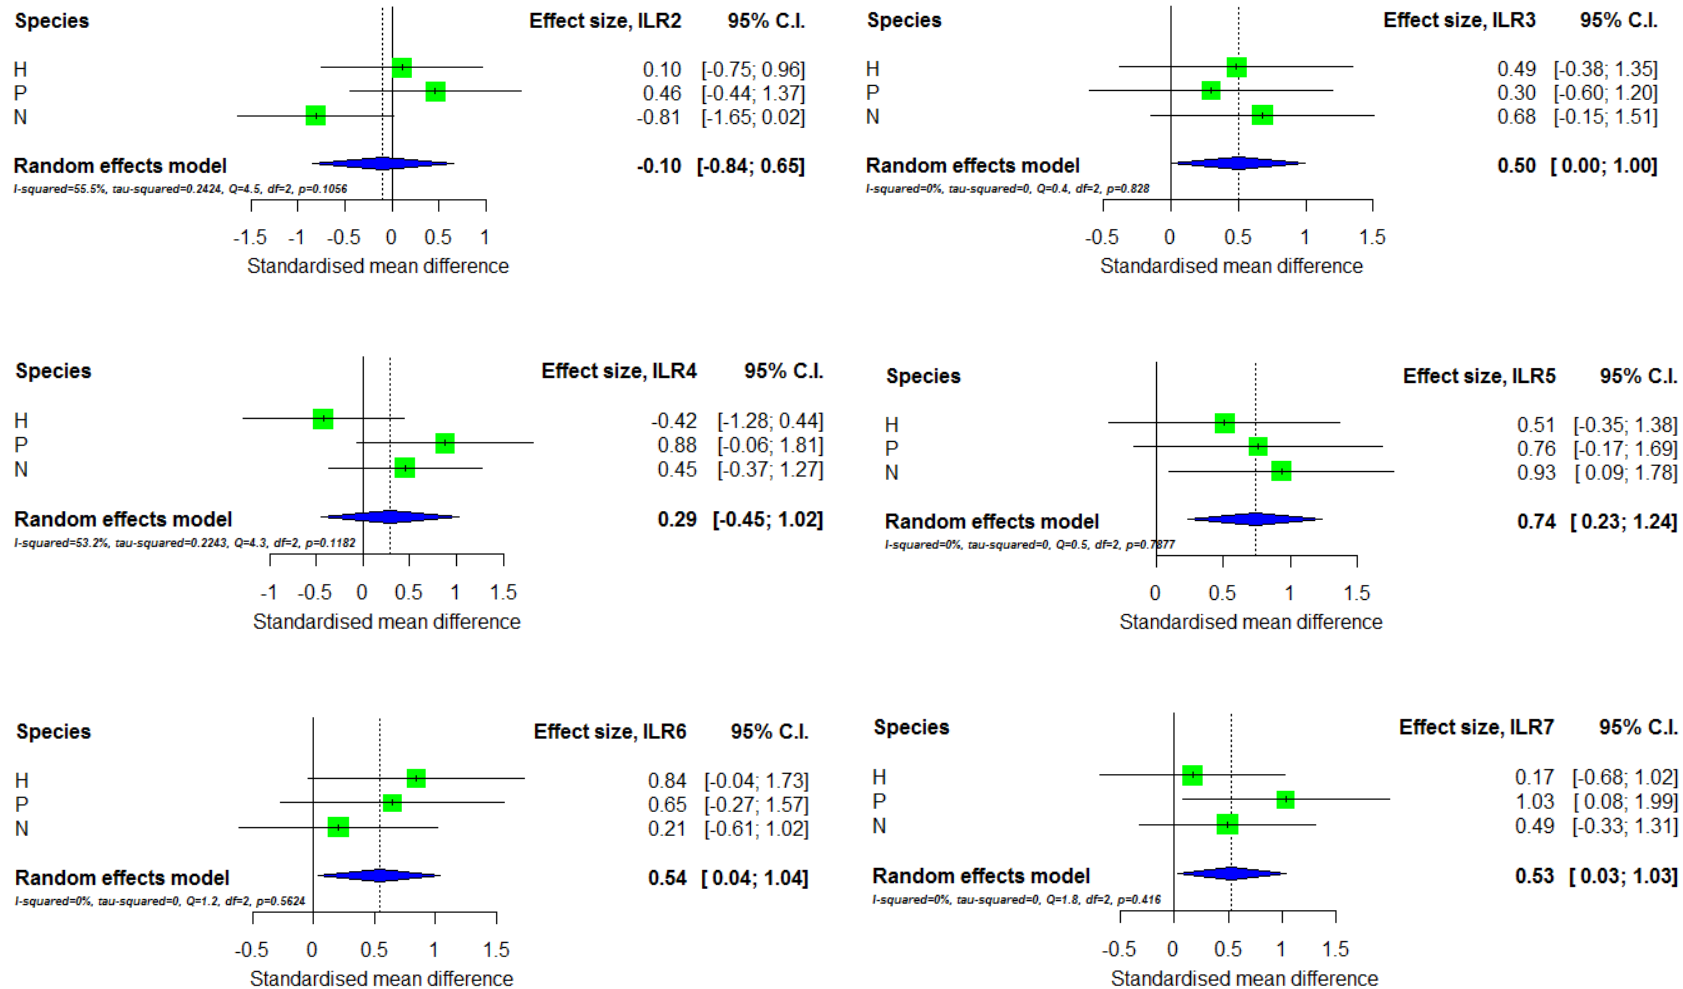 Species Effect size, ILR2 95% C.I.
H 0.10 [-0.75; 0.96]
P 0.46 [-0.44; 1.37]
N -0.81 [-1.65; 0.02]
Random effects model -0.10 [-0.84; 0.65]
I-squared=55.5%, tau-squared=0.2424, Q=4.5, df=2, p=0.1056
-1.5 -1 -0.5 0 0.5 1
Standardised mean difference
Species Effect size, ILR3 95% C.I.
H 0.49 [-0.38; 1.35]
P 0.30 [-0.60; 1.20]
N 0.68 [-0.15; 1.51]
Random effects model 0.50 [ 0.00; 1.00]
I-squared=0%, tau-squared=0, Q=0.4, df=2, p=0.828
-0.5 0 0.5 1 1.5
Standardised mean difference
Species Effect size, ILR4 95% C.I.
H -0.42 [-1.28; 0.44]
P 0.88 [-0.06; 1.81]
N 0.45 [-0.37; 1.27]
Random effects model 0.29 [-0.45; 1.02]
I-squared=53.2%, tau-squared=0.2243, Q=4.3, df=2, p=0.1182
-1 -0.5 0 0.5 1 1.5
Standardised mean difference
Species Effect size, ILR5 95% C.I.
H 0.51 [-0.35; 1.38]
P 0.76 [-0.17; 1.69]
N 0.93 [ 0.09; 1.78]
Random effects model 0.74 [ 0.23; 1.24]
I-squared=0%, tau-squared=0, Q=0.5, df=2, p=0.7877
0 0.5 1 1.5
Standardised mean difference
Species Effect size, ILR6 95% C.I.
H 0.84 [-0.04; 1.73]
P 0.65 [-0.27; 1.57]
N 0.21 [-0.61; 1.02]
Random effects model 0.54 [ 0.04; 1.04]
I-squared=0%, tau-squared=0, Q=1.2, df=2, p=0.5624
-0.5 0 0.5 1 1.5
Standardised mean difference
Species Effect size, ILR7 95% C.I.
H 0.17 [-0.68; 1.02]
P 1.03 [ 0.08; 1.99]
N 0.49 [-0.33; 1.31]
Random effects model 0.53 [ 0.03; 1.03]
I-squared=0%, tau-squared=0, Q=1.8, df=2, p=0.416
-0.5 0 0.5 1 1.5
Standardised mean difference